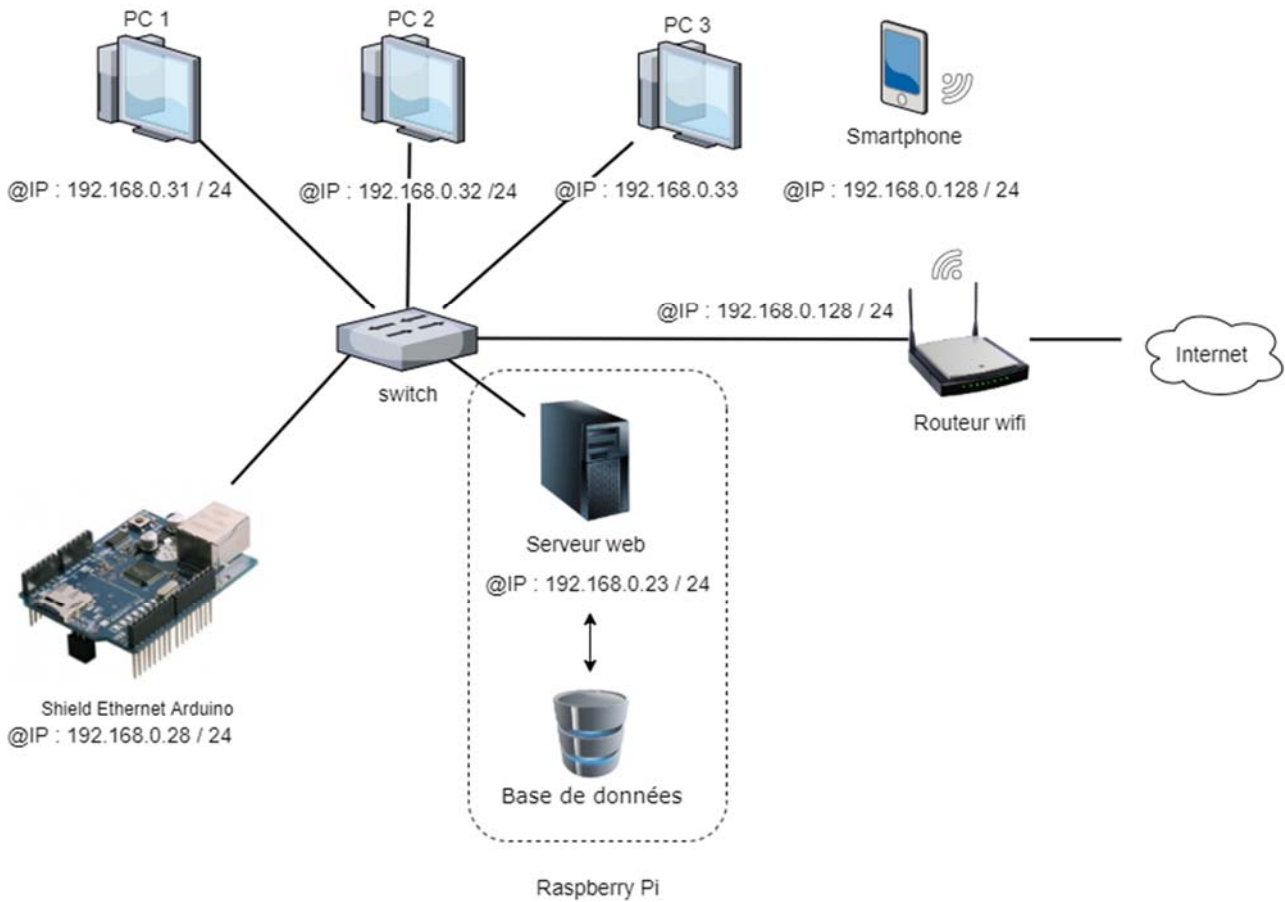 PC 1
PC 2
PC 3
Smartphone
@IP : 192.168.0.31 / 24
@IP : 192.168.0.32 /24
@IP : 192.168.0.33
@IP : 192.168.0.128 / 24
@IP : 192.168.0.128 / 24
Internet
switch
Routeur wifi
Serveur web
@IP : 192.168.0.23 / 24
Shield Ethernet Arduino
@IP : 192.168.0.28 / 24
Base de données
Raspberry Pi